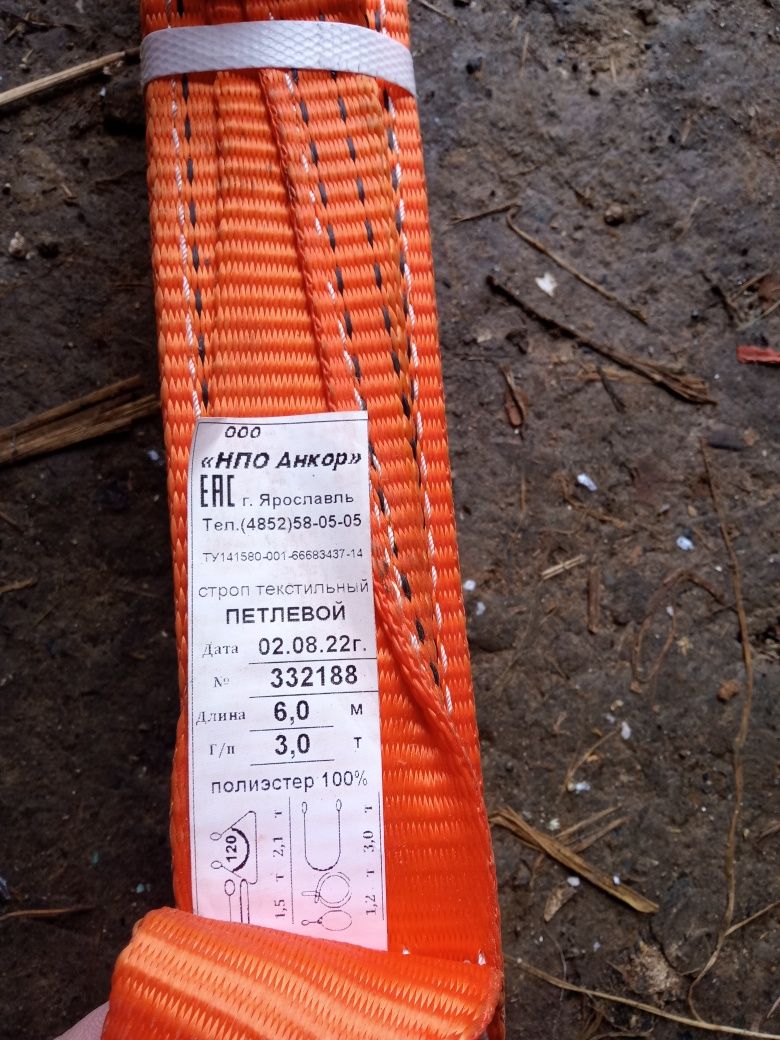 ООО
«НПО Анкор»
ЕАС г. Ярославль
Тел.(4852)58-05-05
ТУ141580-001-66683437-14
строп текстильный
ПЕТЛЕВОЙ
Дата 02.08.22г.
№ 332188
Длина 6,0 м
Г/п 3,0 т
полиэстер 100%
120
1,5 т 2,1 т
1,2 т 3,0 т